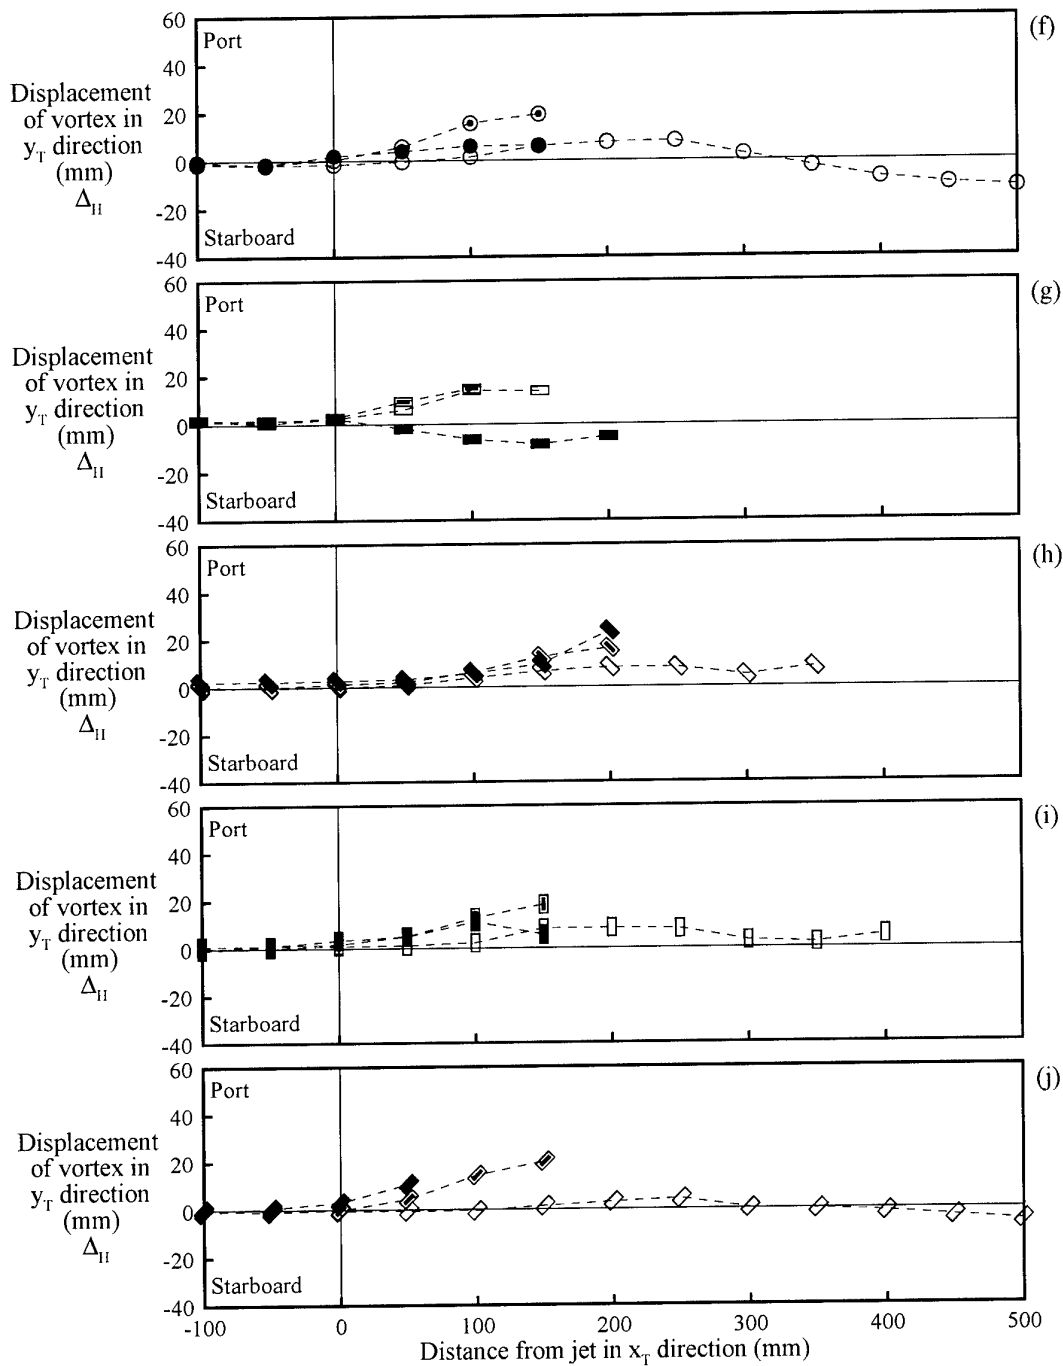 60
Port
(f)
40
Displacement
of vortex in
y_T direction
(mm)
Δ_H
20
0
-20
Starboard
-40
60
Port
(g)
40
Displacement
of vortex in
y_T direction
(mm)
Δ_H
20
0
-20
Starboard
-40
60
Port
(h)
40
Displacement
of vortex in
y_T direction
(mm)
Δ_H
20
0
-20
Starboard
-40
60
Port
(i)
40
Displacement
of vortex in
y_T direction
(mm)
Δ_H
20
0
-20
Starboard
-40
60
Port
(j)
40
Displacement
of vortex in
y_T direction
(mm)
Δ_H
20
0
-20
Starboard
-40
-100 0 100 200 300 400 500
Distance from jet in x_T direction (mm)